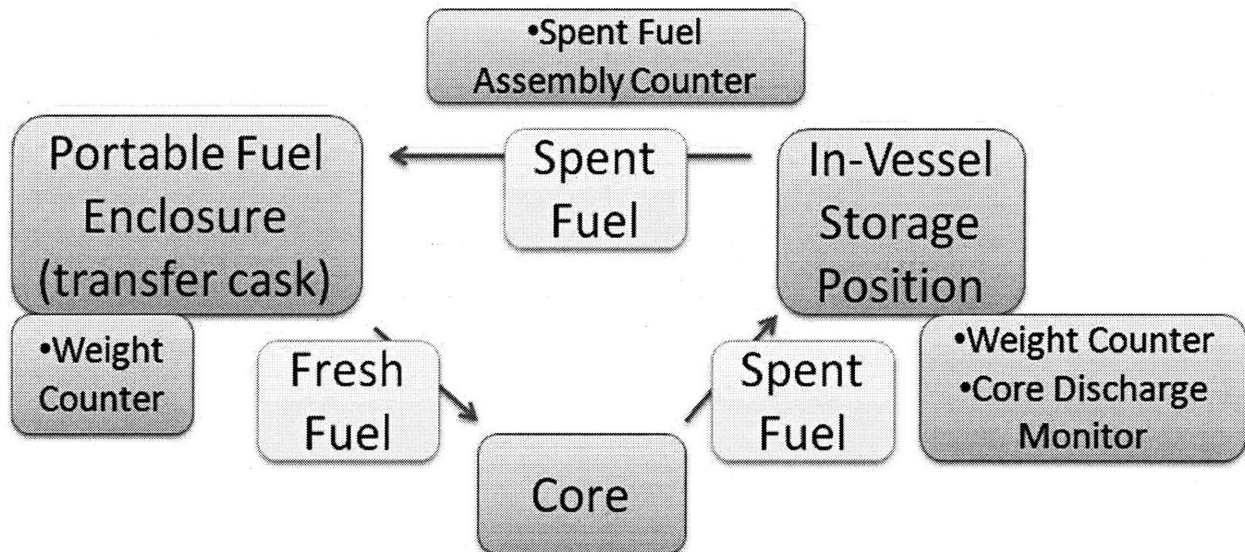 •Spent Fuel
Assembly Counter
Portable Fuel
Enclosure
(transfer cask)
Spent
Fuel
In-Vessel
Storage
Position
•Weight
Counter
Fresh
Fuel
Spent
Fuel
•Weight Counter
•Core Discharge
Monitor
Core